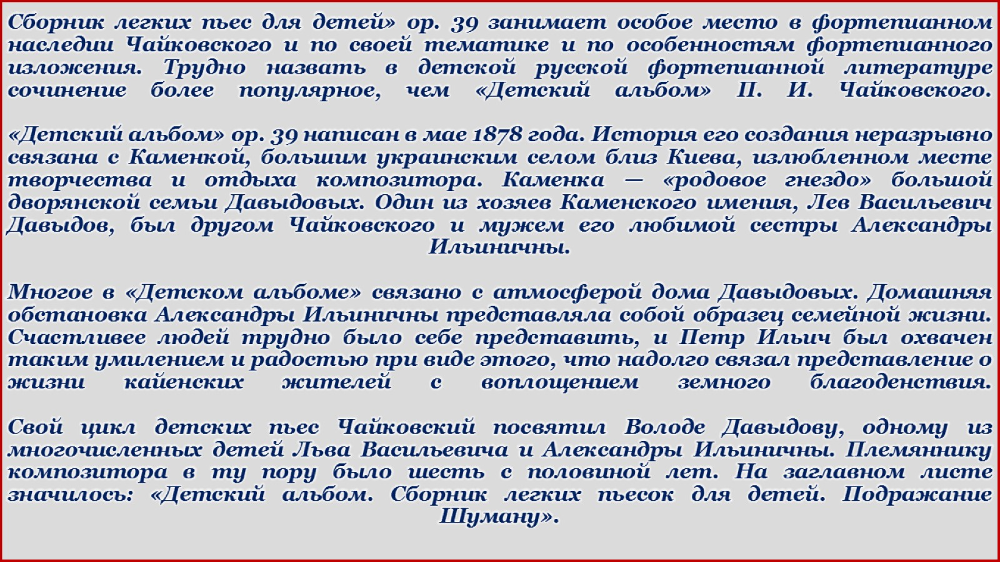 Сборник легких пьес для детей» ор. 39 занимает особое место в фортепианном
наследии Чайковского и по своей тематике и по особенностям фортепианного
изложения. Трудно назвать в детской русской фортепианной литературе
сочинение более популярное, чем «Детский альбом» П. И. Чайковского.
«Детский альбом» ор. 39 написан в мае 1878 года. История его создания неразрывно
связана с Каменкой, большим украинским селом близ Киева, излюбленном месте
творчества и отдыха композитора. Каменка — «родовое гнездо» большой
дворянской семьи Давыдовых. Один из хозяев Каменского имения, Лев Васильевич
Давыдов, был другом Чайковского и мужем его любимой сестры Александры
Ильиничны.
Многое в «Детском альбоме» связано с атмосферой дома Давыдовых. Домашняя
обстановка Александры Ильиничны представляла собой образец семейной жизни.
Счастливее людей трудно было себе представить, и Петр Ильич был охвачен
таким умилением и радостью при виде этого, что надолго связал представление о
жизни кайенских жителей с воплощением земного благоденствия.
Свой цикл детских пьес Чайковский посвятил Володе Давыдову, одному из
многочисленных детей Льва Васильевича и Александры Ильиничны. Племяннику
композитора в ту пору было шесть с половиной лет. На заглавном листе
значилось: «Детский альбом. Сборник легких пьесок для детей. Подражание
Шуману».